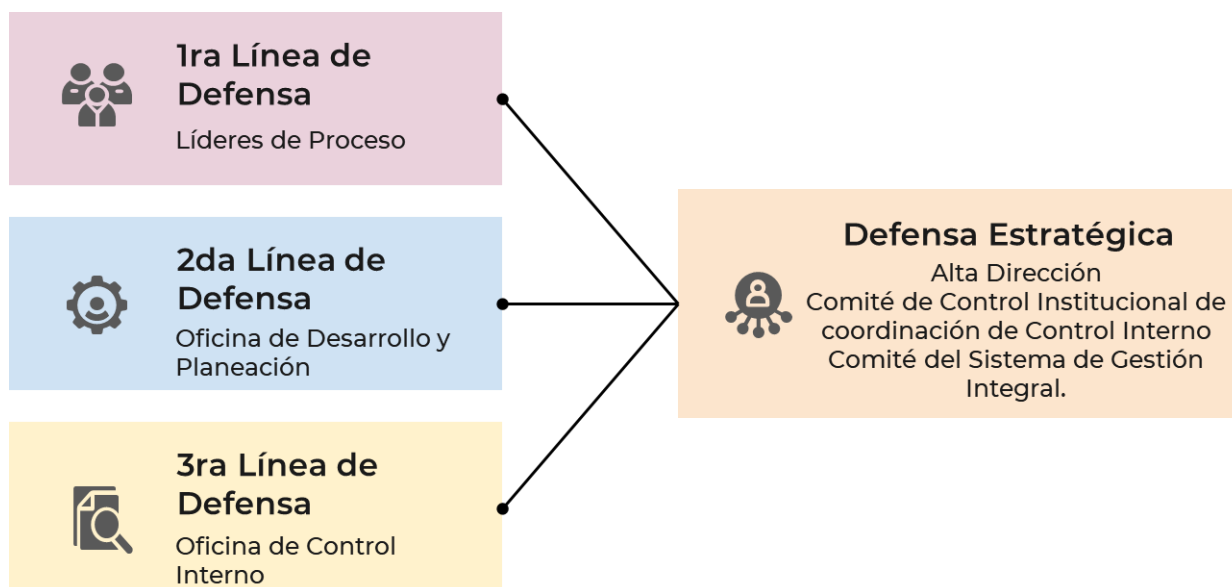 1ra Línea de
Defensa
Líderes de Proceso
2da Línea de
Defensa
Oficina de Desarrollo y
Planeación
3ra Línea de
Defensa
Oficina de Control
Interno
Defensa Estratégica
Alta Dirección
Comité de Control Institucional de
coordinación de Control Interno
Comité del Sistema de Gestión
Integral.